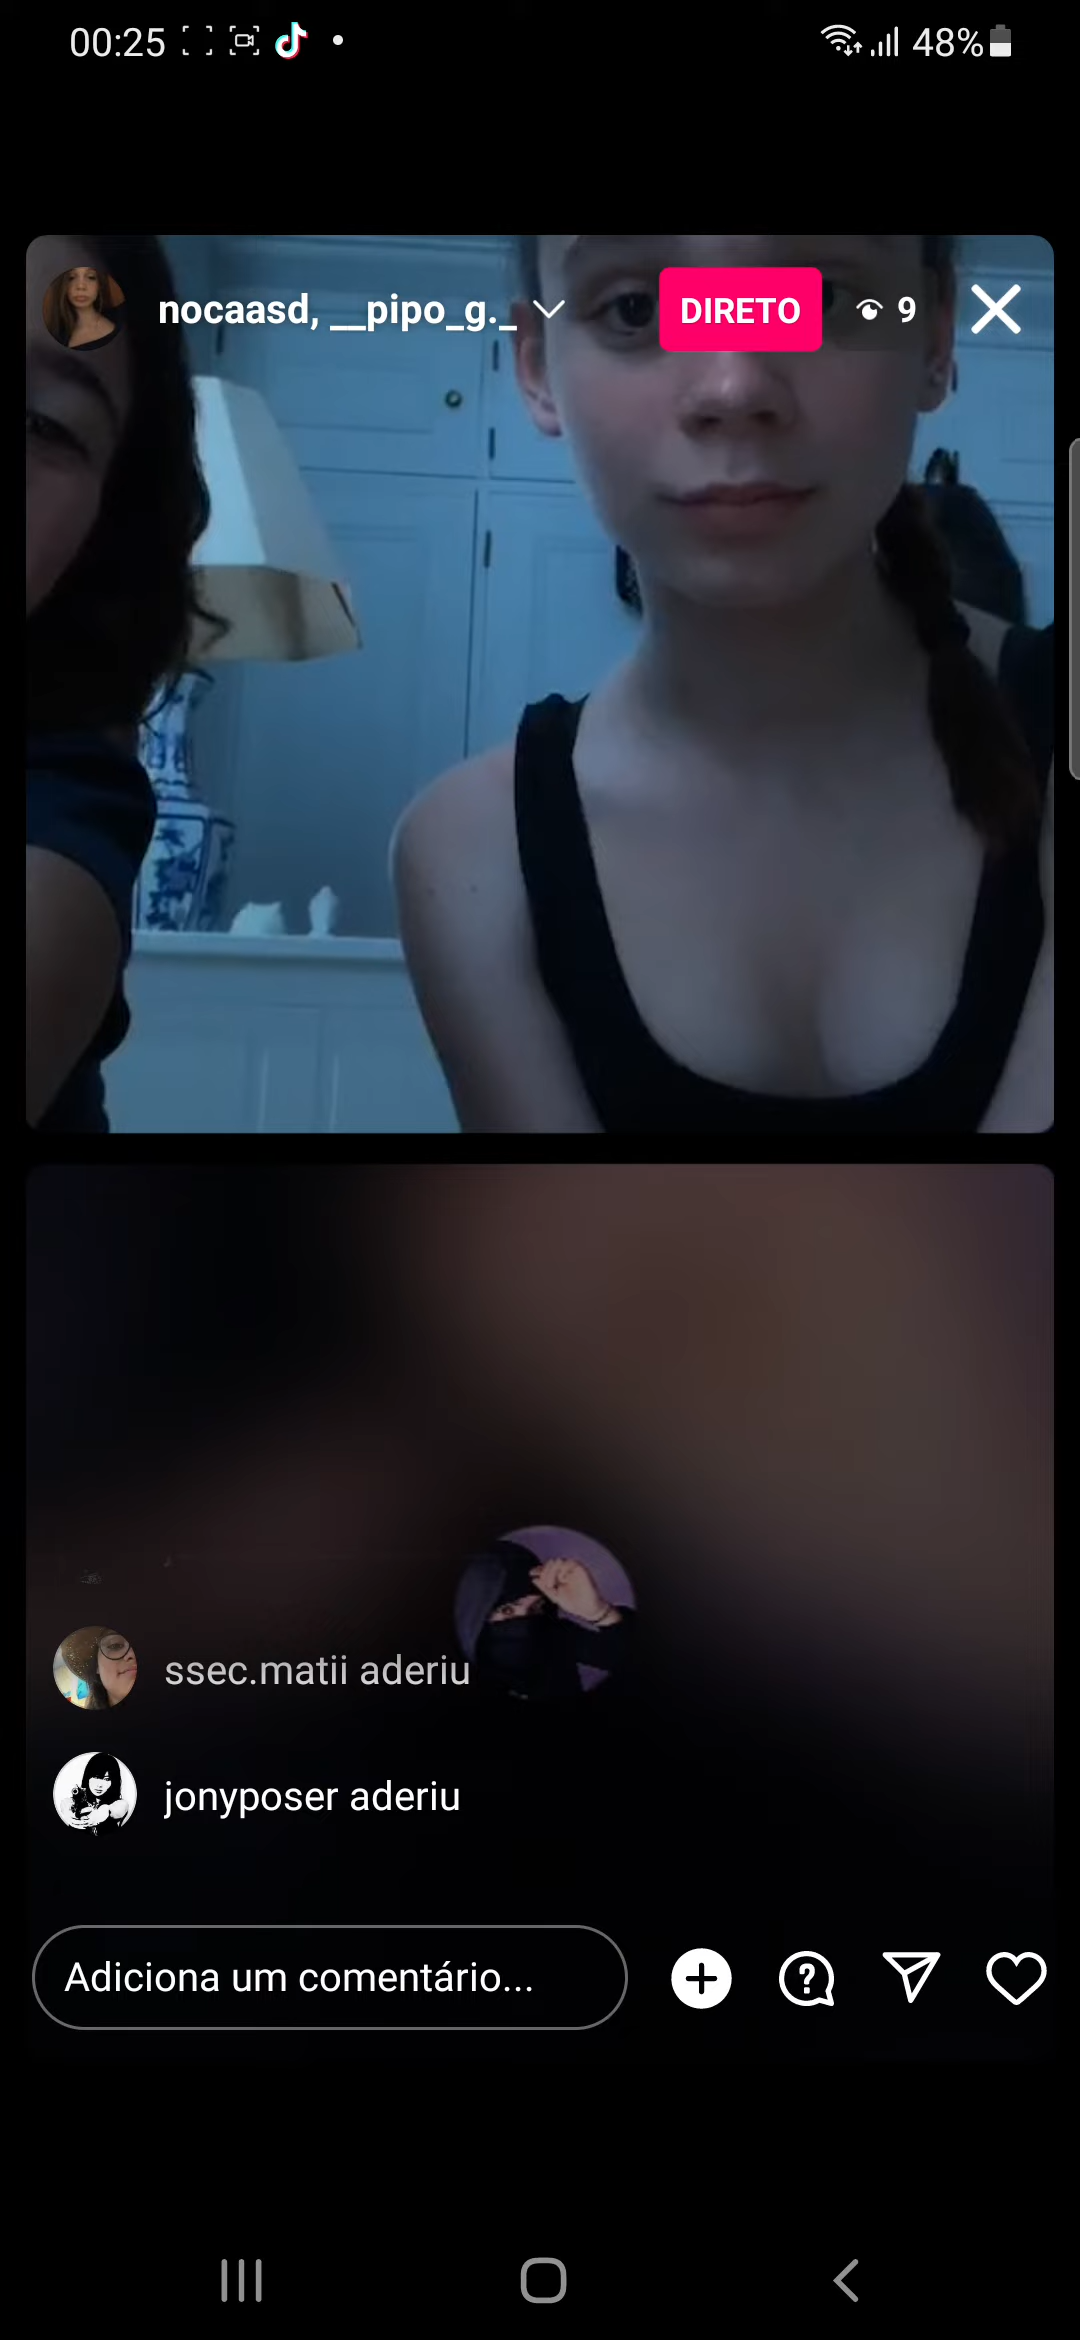 00:25
48%
nocaasd, __pipo_g._
DIRETO
9
ssec.matii aderiu
jonyposer aderiu
Adiciona um comentário...